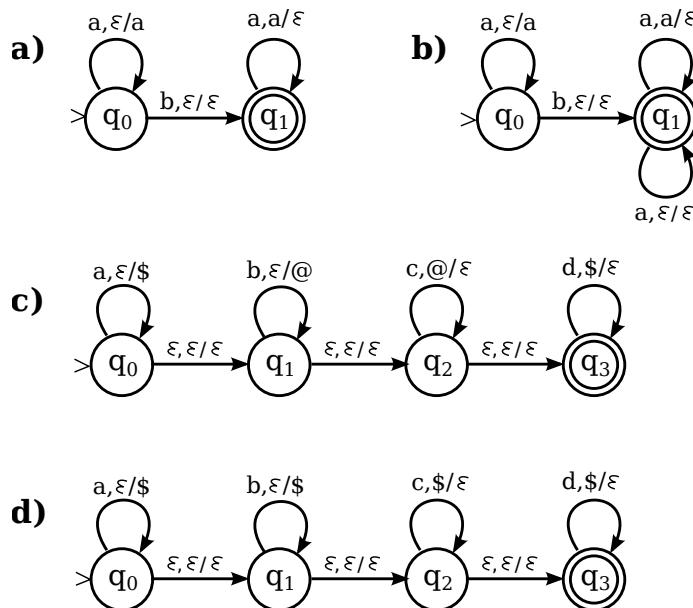 a,ε/a a,a/ε a,ε/a a,a/ε
a) b)
q0 b,ε/ε q1 q0 b,ε/ε q1
>
>
a,ε/ε
a,ε/$ b,ε/@ c,@/ε d,$/ε
c)
> q0 ε,ε/ε q1 ε,ε/ε q2 ε,ε/ε q3
a,ε/$ b,ε/$ c,$/ε d,$/ε
d)
> q0 ε,ε/ε q1 ε,ε/ε q2 ε,ε/ε q3